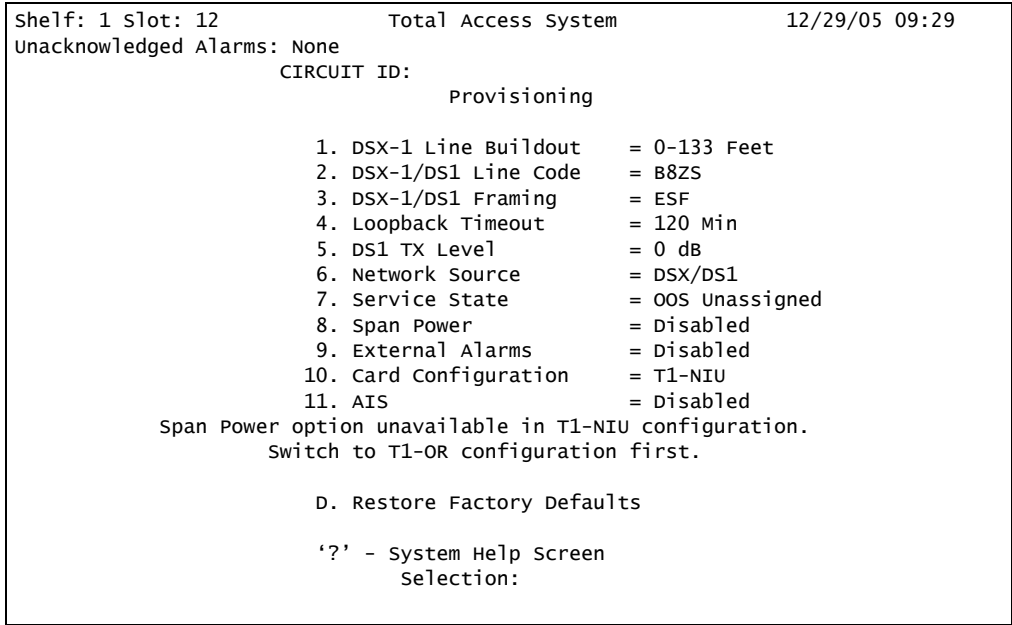 Shelf: 1 Slot: 12 Total Access System 12/29/05 09:29
Unacknowledged Alarms: None
CIRCUIT ID:
Provisioning
1. DSX-1 Line Buildout = 0-133 Feet
2. DSX-1/DS1 Line Code = B8ZS
3. DSX-1/DS1 Framing = ESF
4. Loopback Timeout = 120 Min
5. DS1 TX Level = 0 dB
6. Network Source = DSX/DS1
7. Service State = OOS Unassigned
8. Span Power = Disabled
9. External Alarms = Disabled
10. Card Configuration = T1-NIU
11. AIS = Disabled
Span Power option unavailable in T1-NIU configuration.
Switch to T1-OR configuration first.
D. Restore Factory Defaults
‘?’ - System Help Screen
Selection: